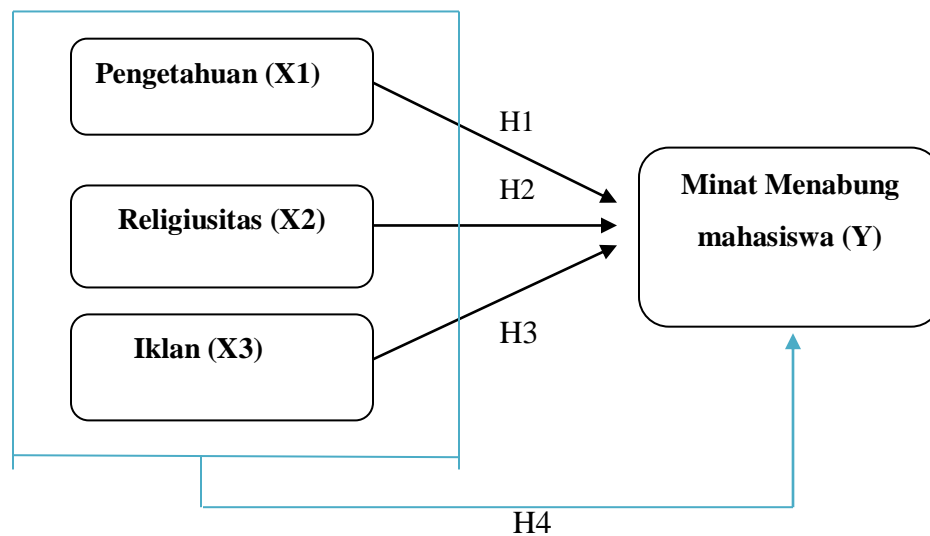 Pengetahuan (X1)
H1
H2
Religiusitas (X2)
Minat Menabung
mahasiswa (Y)
Iklan (X3)
H3
H4